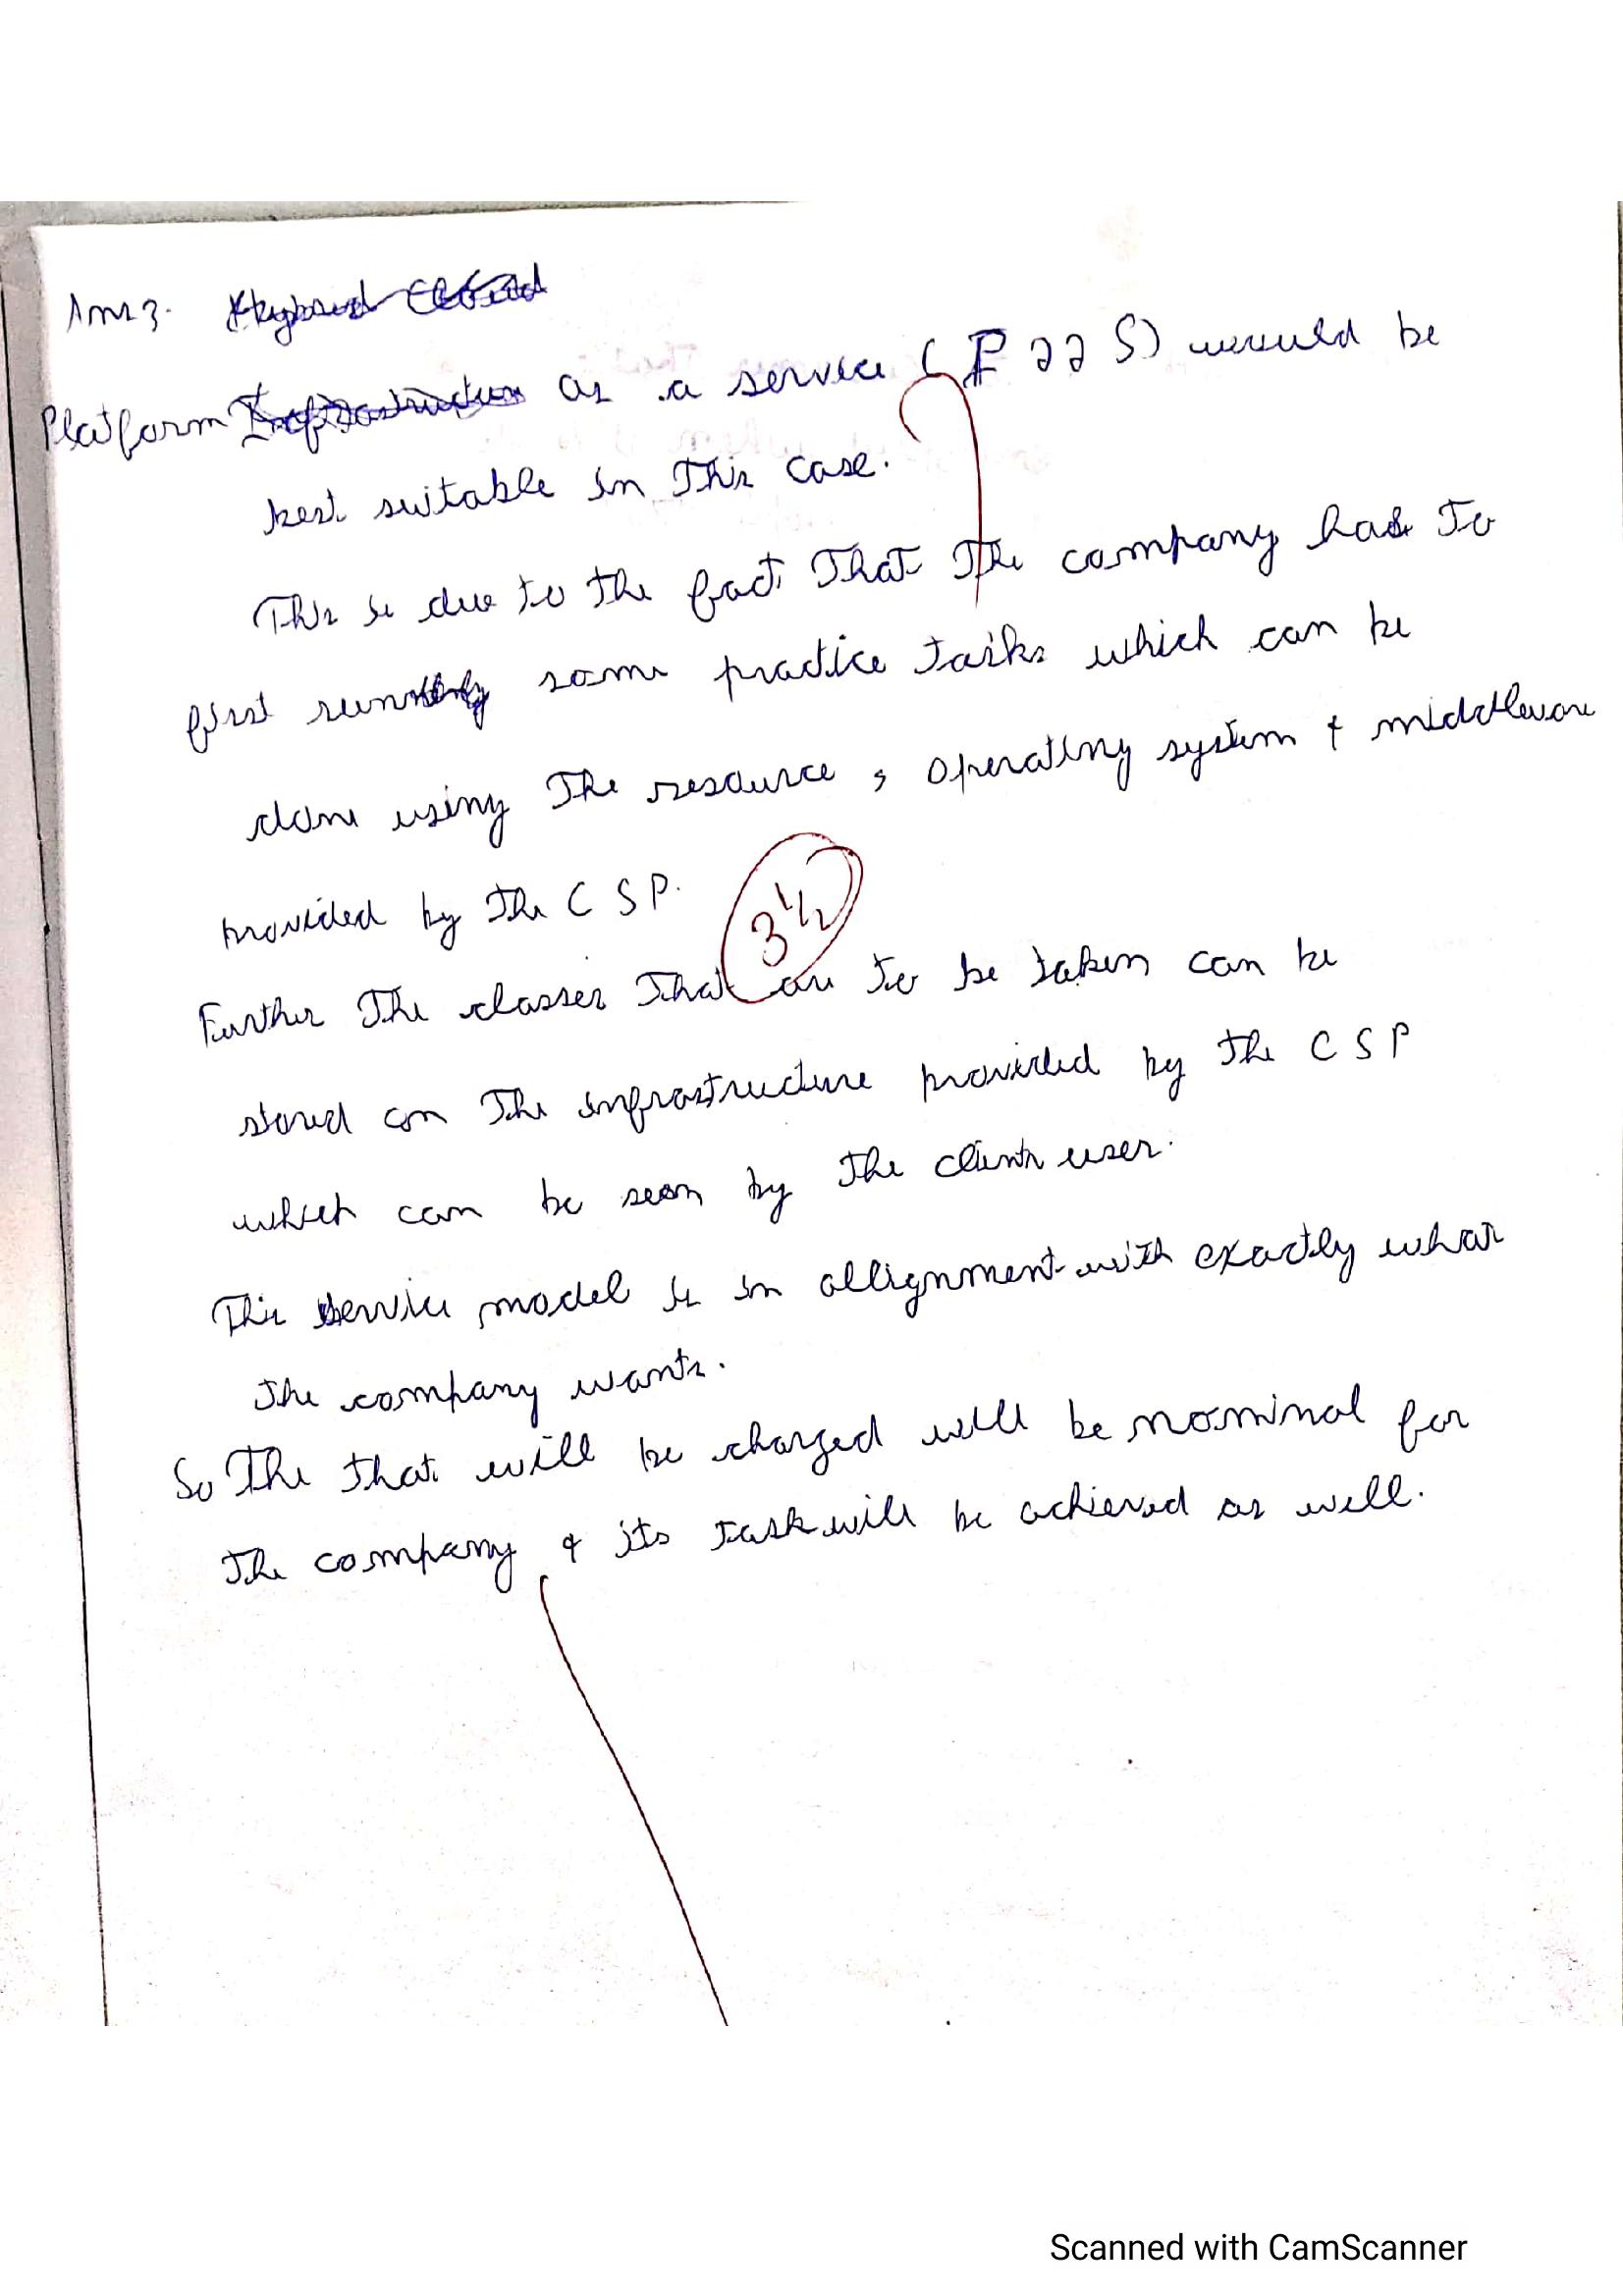 Ans 3. Hybrid Cloud
Platform Infrastructure as a service (PaaS) would be
best suitable in this case.
This is due to the fact that the company has to
first run some practice tasks which can be
done using the resource, operating system & middleware
provided by the CSP.
3 1/2
Further the classes that are to be taken can be
stored on the infrastructure provided by the CSP
which can be seen by the clients user.
This service model is in allignment with exactly what
the company wants.
So the that will be charged will be nominal for
the company & its task will be achieved as well.
Scanned with CamScanner